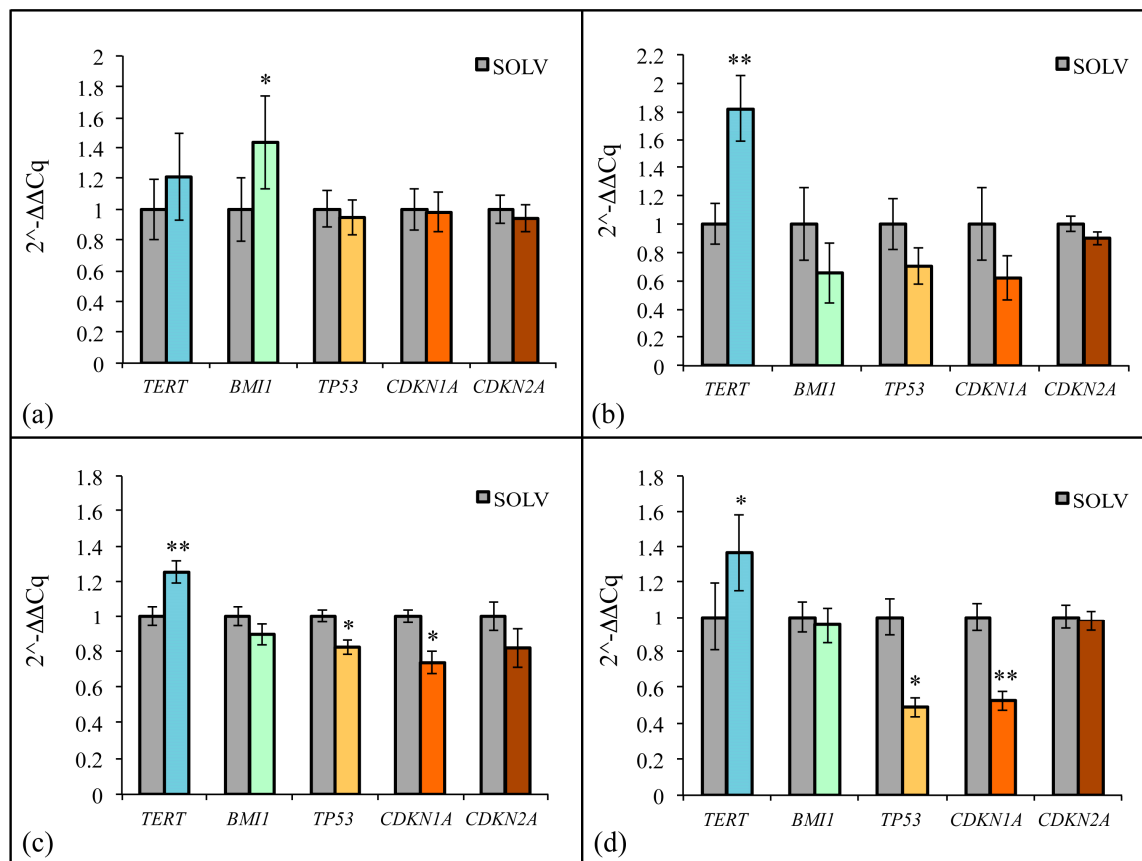 2
1.8
1.6
1.4
1.2
1
0.8
0.6
0.4
0.2
0
2^-ΔΔCq
SOLV
*
TERT BMI1 TP53 CDKN1A CDKN2A
(a)
2.2
2
1.8
1.6
1.4
1.2
1
0.8
0.6
0.4
0.2
0
2^-ΔΔCq
SOLV
**
TERT BMI1 TP53 CDKN1A CDKN2A
(b)
1.8
1.6
1.4
1.2
1
0.8
0.6
0.4
0.2
0
2^-ΔΔCq
SOLV
** * *
TERT BMI1 TP53 CDKN1A CDKN2A
(c)
1.8
1.6
1.4
1.2
1
0.8
0.6
0.4
0.2
0
2^-ΔΔCq
SOLV
* * **
TERT BMI1 TP53 CDKN1A CDKN2A
(d)